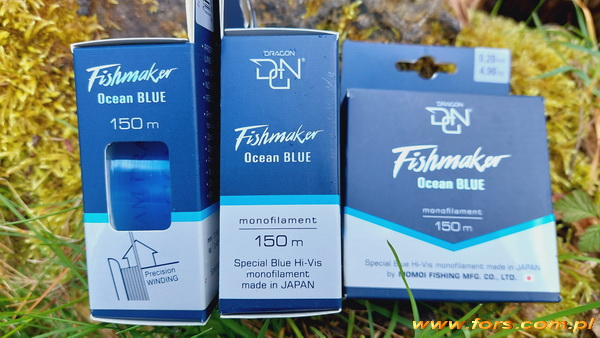 Fishmaker
Ocean BLUE
150 m
Precision
WINDING
DRAGON
Fishmaker
Ocean BLUE
monofilament
150 m
Special Blue Hi-Vis
monofilament
made in JAPAN
DRAGON
Fishmaker
Ocean BLUE
monofilament
150 m
Special Blue Hi-Vis monofilament made in JAPAN
by MOMOI FISHING MFG. CO., LTD.
www.fors.com.pl